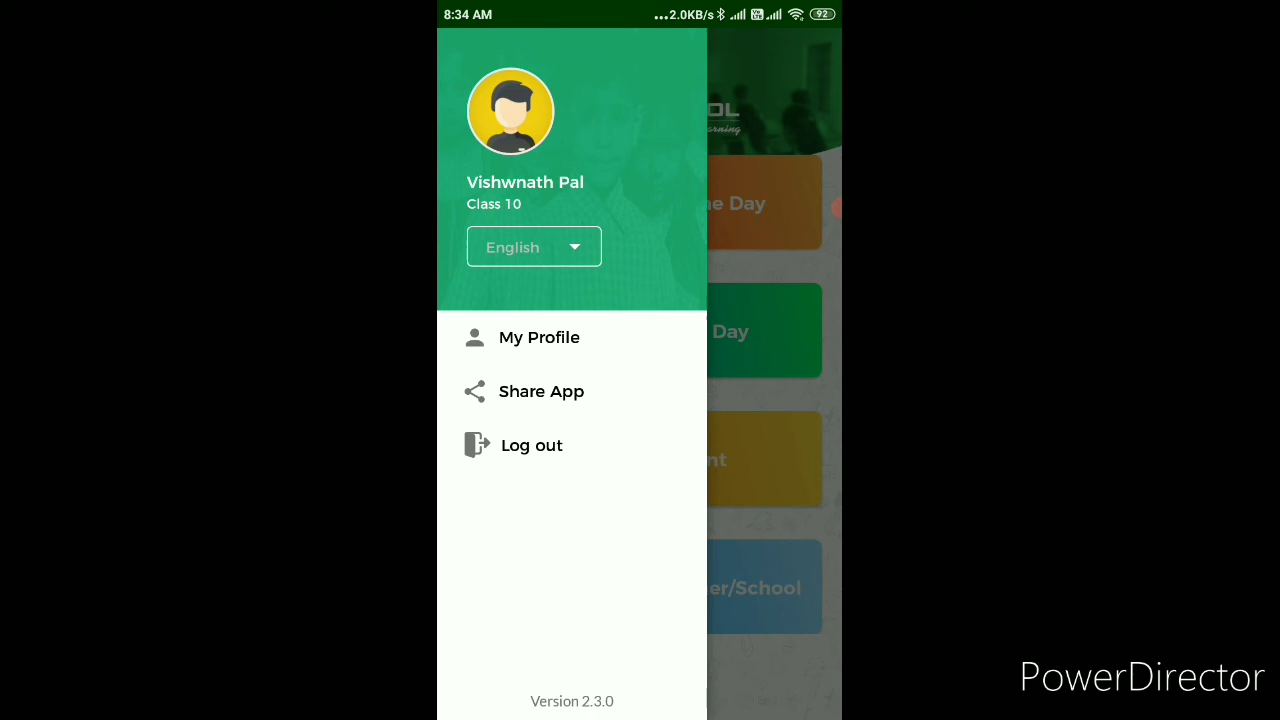 8:34 AM
...2.0KB/s
92
Vishwnath Pal
Class 10
English
My Profile
Share App
Log out
Version 2.3.0
OL
Day
Day
er/School
PowerDirector